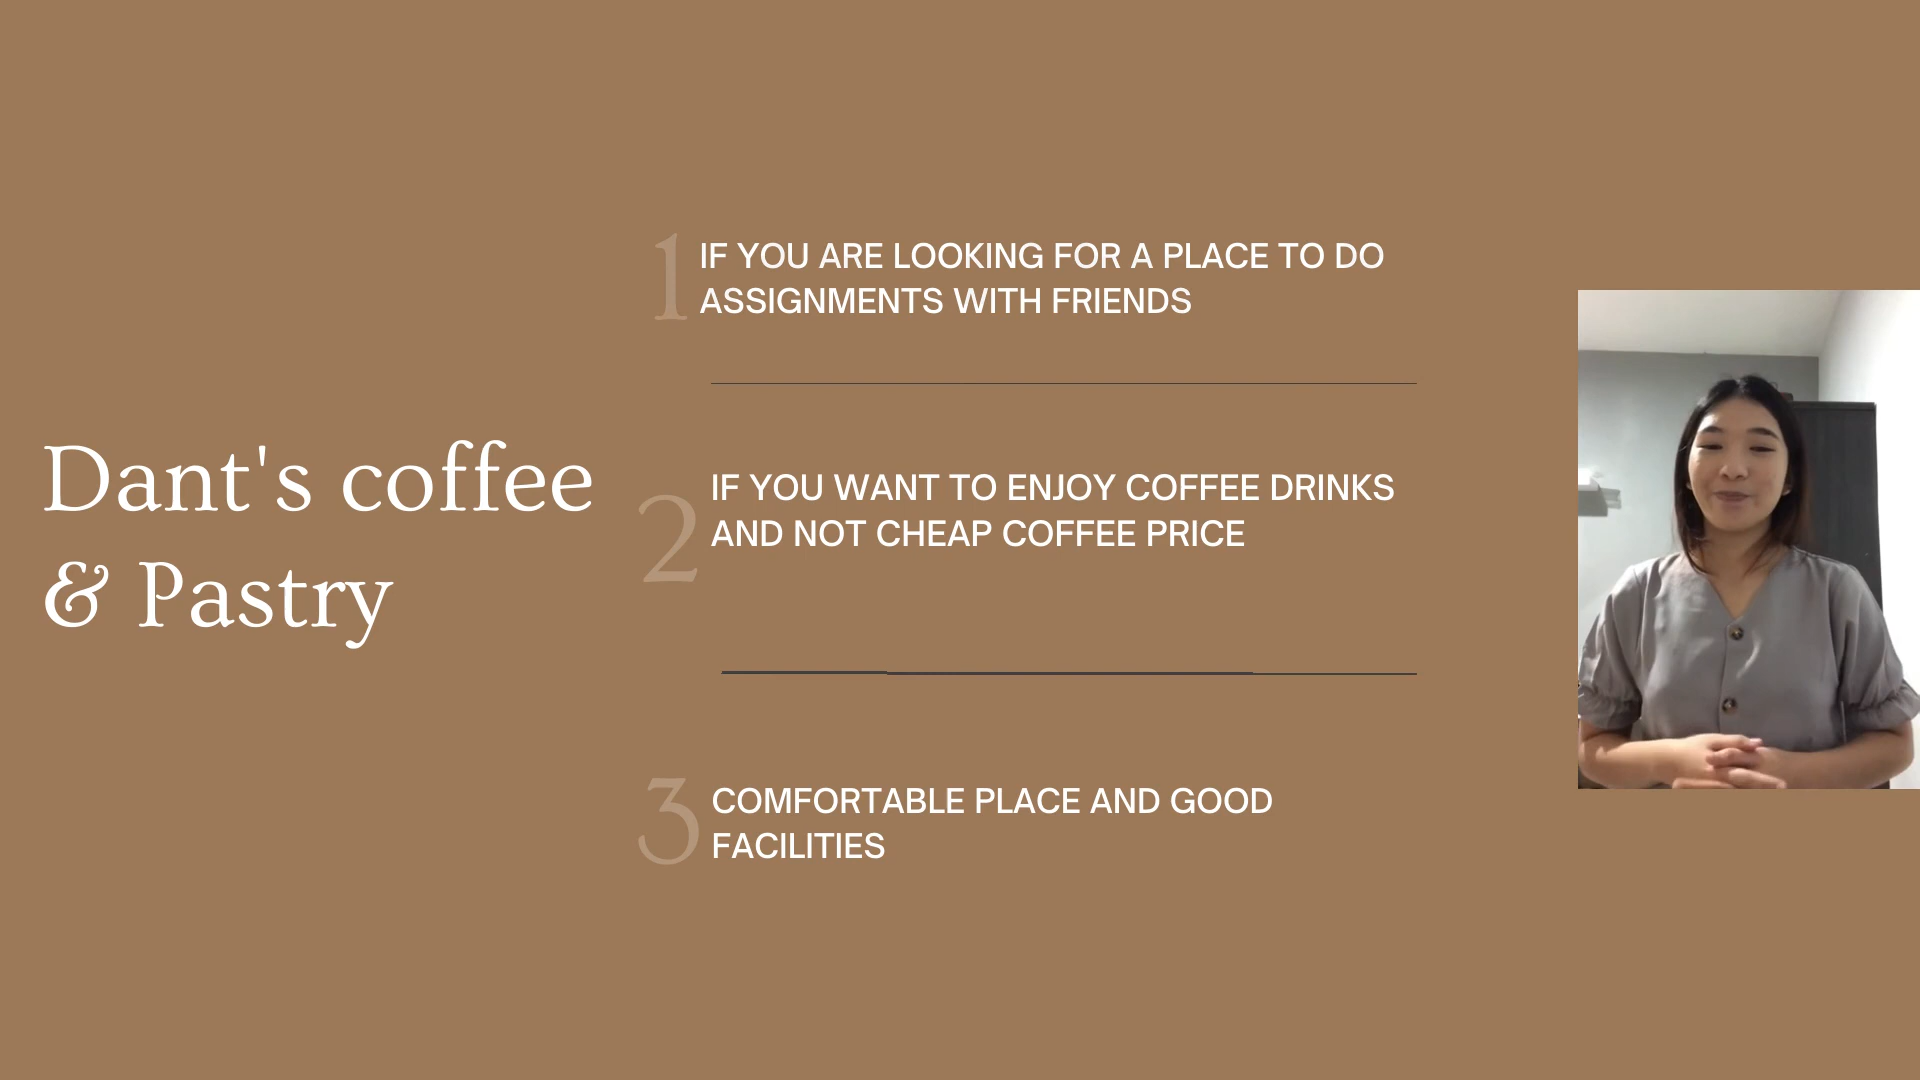 Dant's coffee
& Pastry
1
IF YOU ARE LOOKING FOR A PLACE TO DO
ASSIGNMENTS WITH FRIENDS
2
IF YOU WANT TO ENJOY COFFEE DRINKS
AND NOT CHEAP COFFEE PRICE
3
COMFORTABLE PLACE AND GOOD
FACILITIES